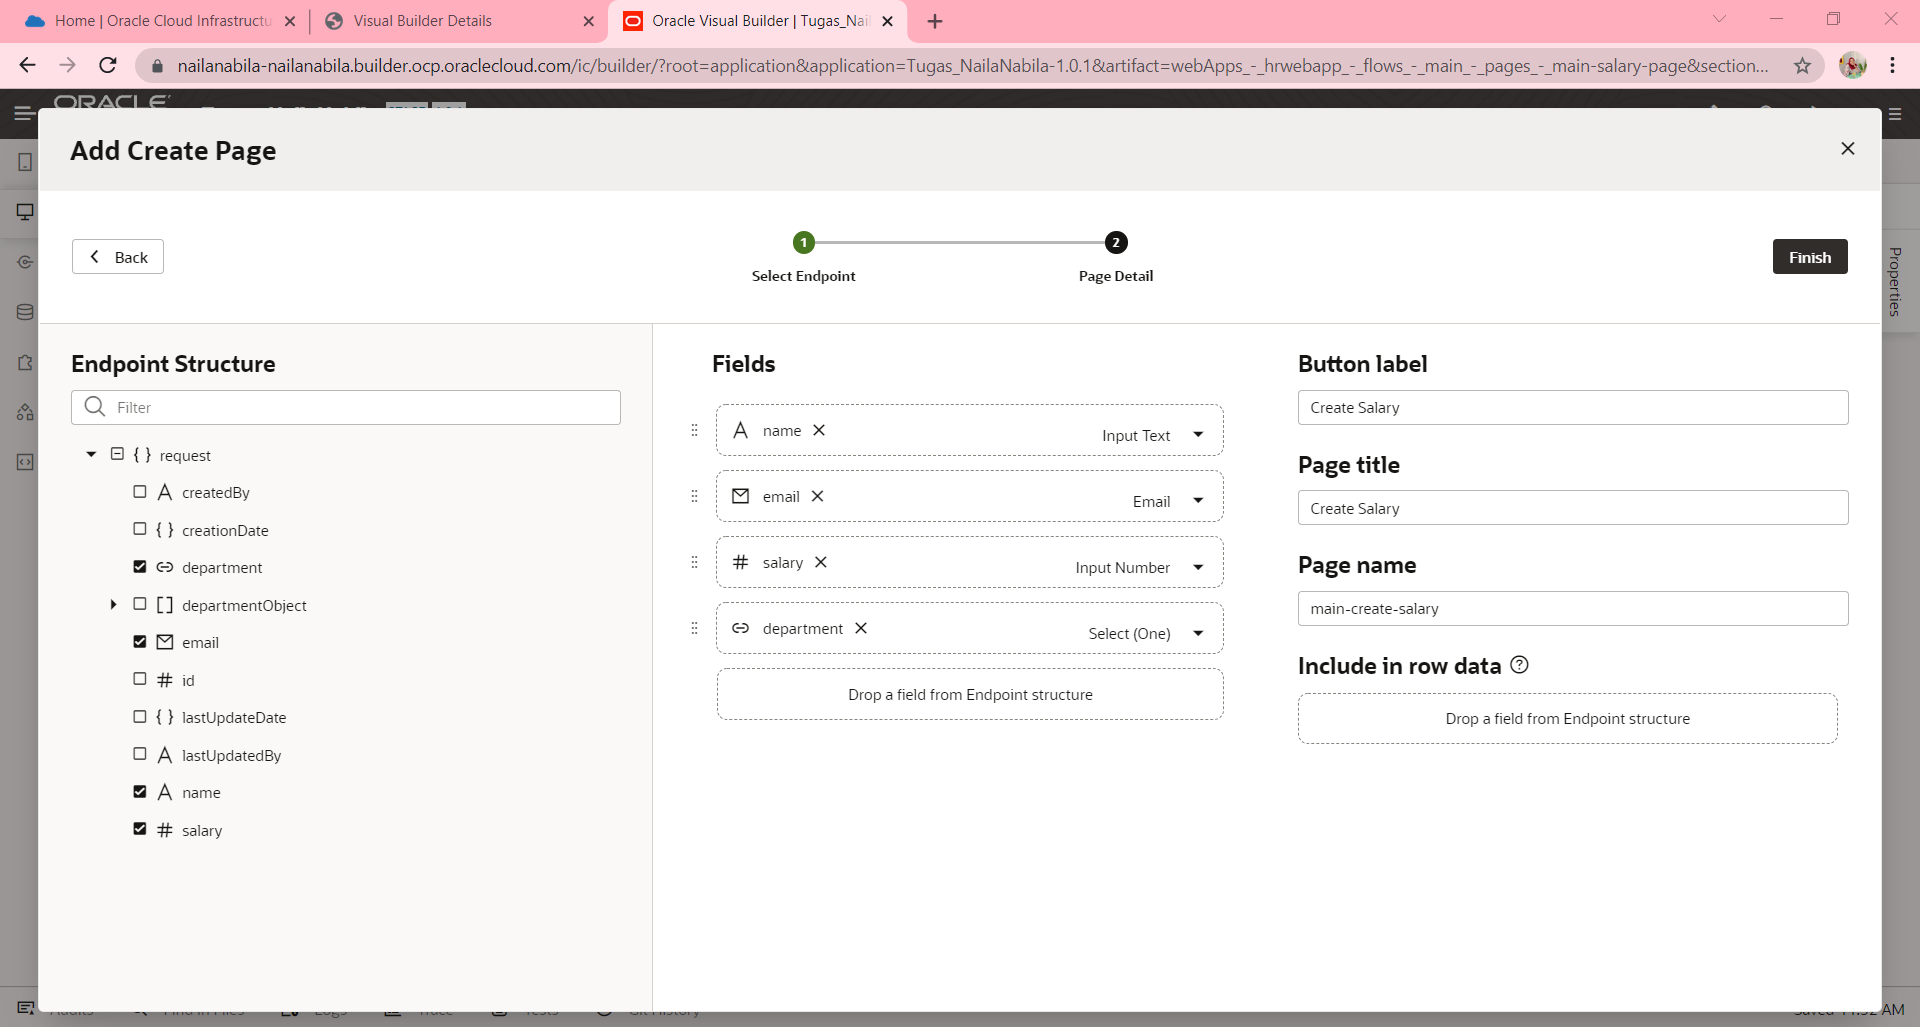 Home | Oracle Cloud Infrastructu
Visual Builder Details
Oracle Visual Builder | Tugas_Nail
nailanabila-nailanabila.builder.ocp.oraclecloud.com/ic/builder/?root=application&application=Tugas_NailaNabila-1.0.1&artifact=webApps_-_hrwebapp_-_flows_-_main_-_pages_-_main-salary-page&section...
ORACLE
Add Create Page
Back
1
2
Select Endpoint
Page Detail
Finish
Properties
Endpoint Structure
Filter
{ } request
createdBy
{ } creationDate
department
[ ] departmentObject
email
# id
{ } lastUpdateDate
lastUpdatedBy
name
# salary
Fields
name
Input Text
email
Email
# salary
Input Number
department
Select (One)
Drop a field from Endpoint structure
Button label
Create Salary
Page title
Create Salary
Page name
main-create-salary
Include in row data
Drop a field from Endpoint structure